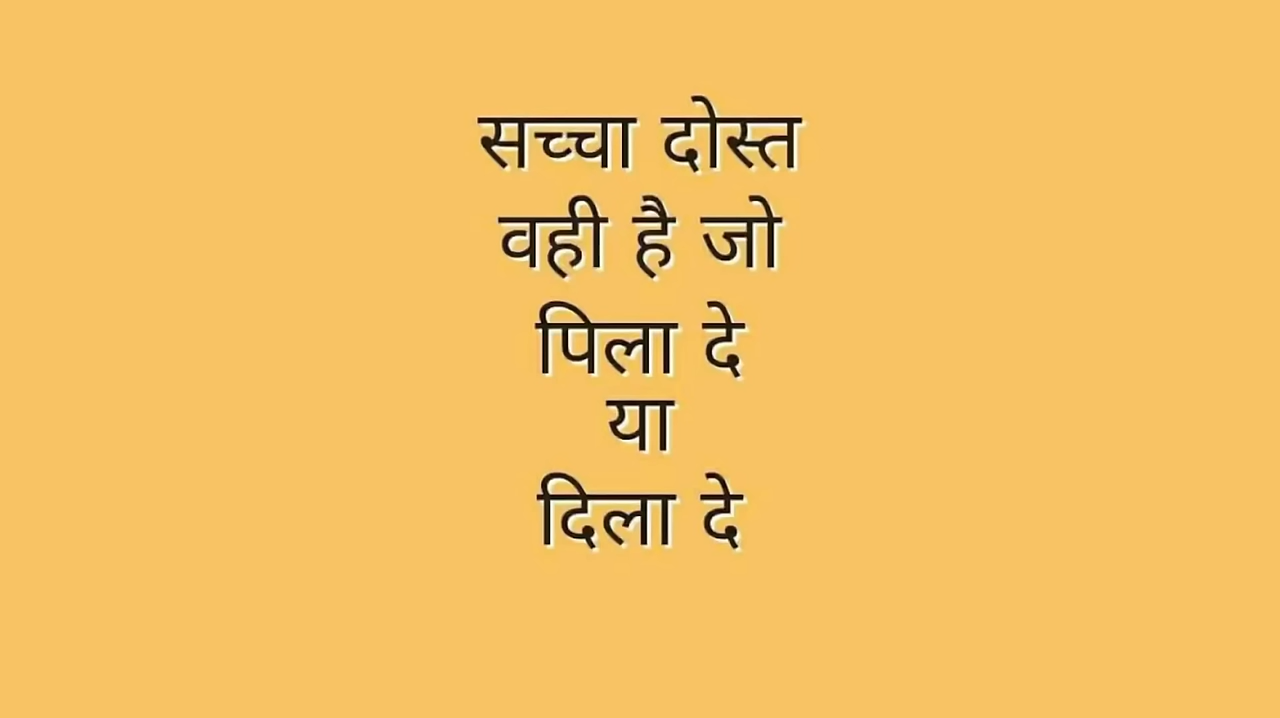 सच्चा दोस्त
वही है जो
पिला दे
या
दिला दे